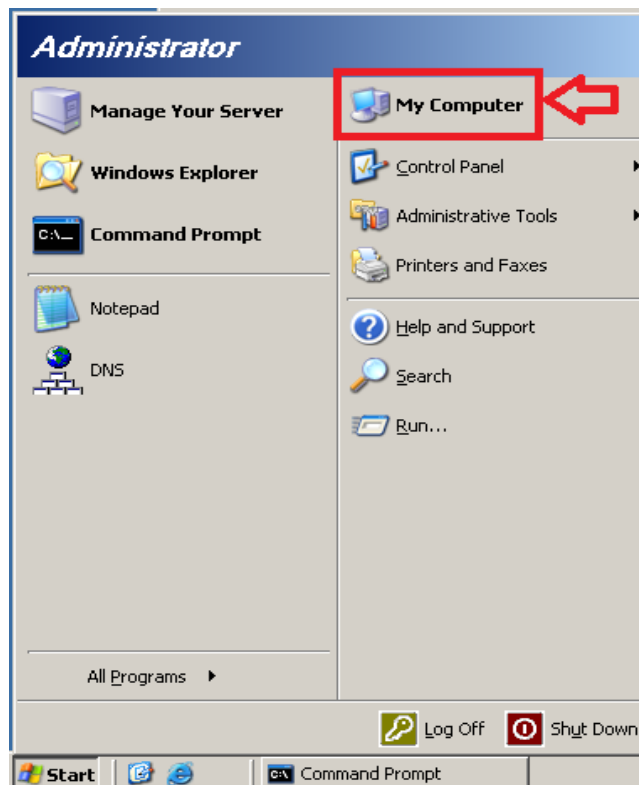 Administrator
Manage Your Server
Windows Explorer
C:\_
Command Prompt
Notepad
DNS
All Programs
My Computer
Control Panel
Administrative Tools
Printers and Faxes
Help and Support
Search
Run...
Log Off
Shut Down
Start
Command Prompt